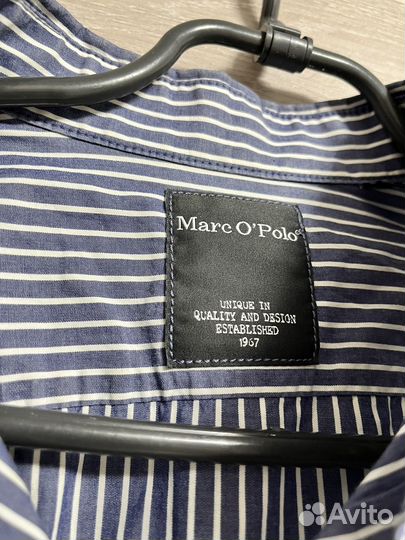 Marc O'Polo®
UNIQUE IN
QUALITY AND DESIGN
ESTABLISHED
1967
Avito